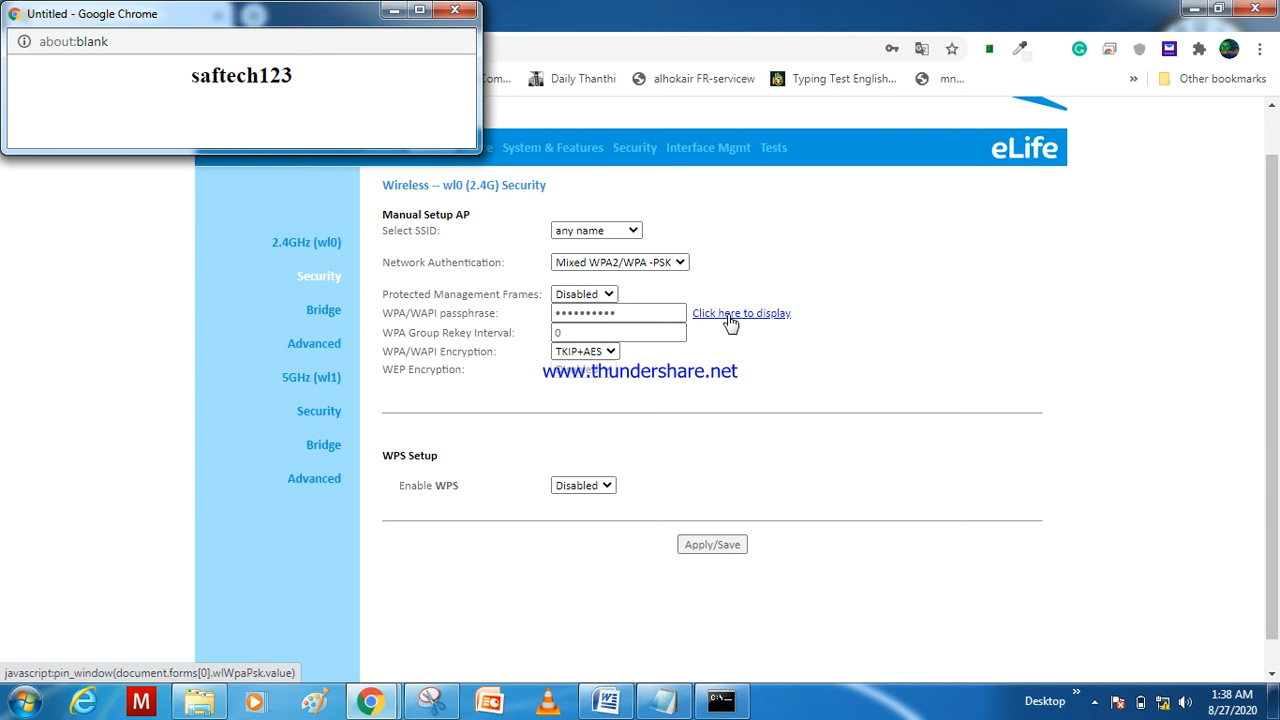 Untitled - Google Chrome
about:blank
saftech123
Com...
Daily Thanthi
alhokair FR-servicew
Typing Test English...
mn...
»
Other bookmarks
System & Features
Security
Interface Mgmt
Tests
eLife
Wireless -- wl0 (2.4G) Security
Manual Setup AP
Select SSID:
any name
Network Authentication:
Mixed WPA2/WPA -PSK
Protected Management Frames:
Disabled
WPA/WAPI passphrase:
••••••••••
Click here to display
WPA Group Rekey Interval:
0
WPA/WAPI Encryption:
TKIP+AES
WEP Encryption:
www.thundershare.net
WPS Setup
Enable WPS
Disabled
Apply/Save
2.4GHz (wl0)
Security
Bridge
Advanced
5GHz (wl1)
Security
Bridge
Advanced
javascript:pin_window(document.forms[0].wlWpaPsk.value)
Desktop
»
1:38 AM
8/27/2020